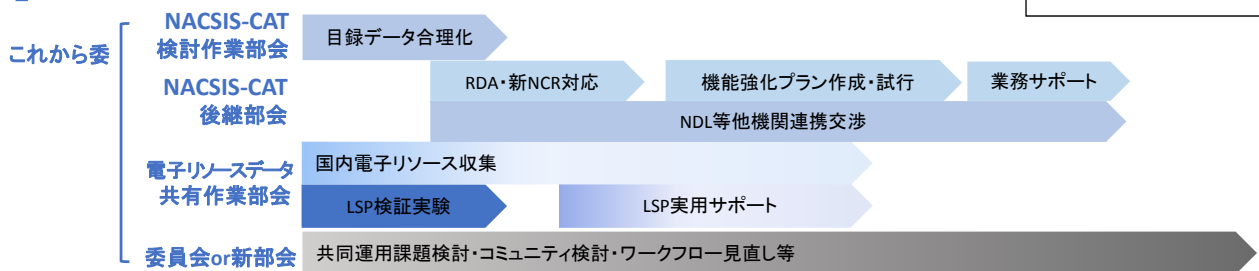 これから委
NACSIS-CAT
検討作業部会
目録データ合理化
NACSIS-CAT
後継部会
RDA・新NCR対応
機能強化プラン作成・試行
業務サポート
NDL等他機関連携交渉
電子リソースデータ
共有作業部会
国内電子リソース収集
LSP検証実験
LSP実用サポート
委員会or新部会
共同運用課題検討・コミュニティ検討・ワークフロー見直し等